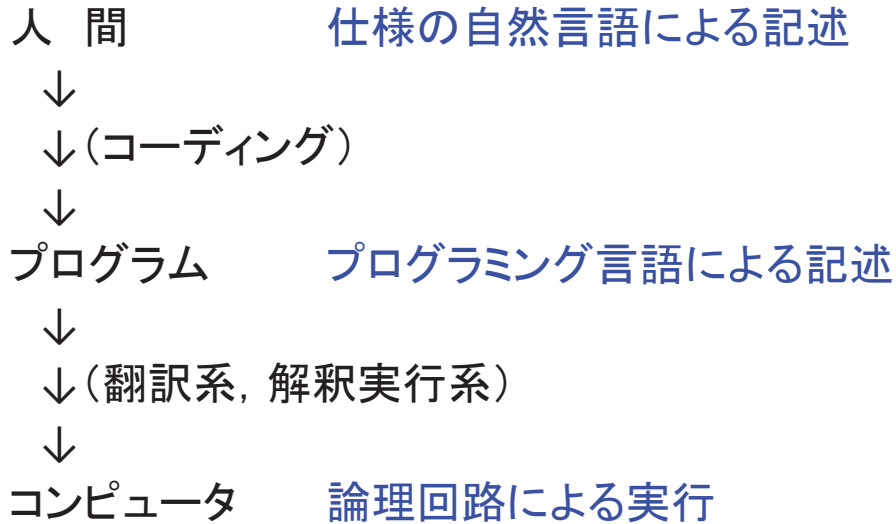 人 間 仕様の自然言語による記述
↓
↓(コーディング)
↓
プログラム プログラミング言語による記述
↓
↓(翻訳系, 解釈実行系)
↓
コンピュータ 論理回路による実行